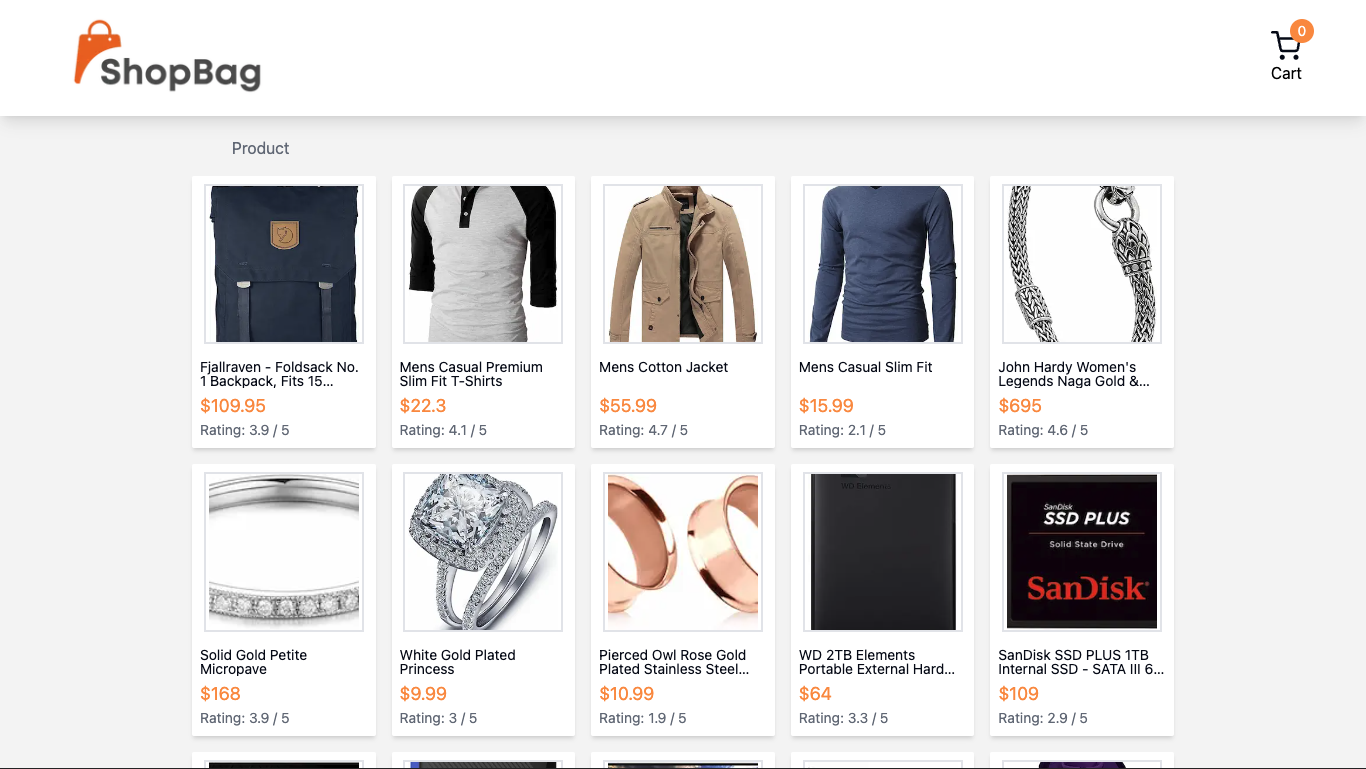 ShopBag
0
Cart
Product
Fjallraven - Foldsack No.
1 Backpack, Fits 15...
$109.95
Rating: 3.9 / 5
Mens Casual Premium
Slim Fit T-Shirts
$22.3
Rating: 4.1 / 5
Mens Cotton Jacket
$55.99
Rating: 4.7 / 5
Mens Casual Slim Fit
$15.99
Rating: 2.1 / 5
John Hardy Women's
Legends Naga Gold &...
$695
Rating: 4.6 / 5
Solid Gold Petite
Micropave
$168
Rating: 3.9 / 5
White Gold Plated
Princess
$9.99
Rating: 3 / 5
Pierced Owl Rose Gold
Plated Stainless Steel...
$10.99
Rating: 1.9 / 5
WD Elements
WD 2TB Elements
Portable External Hard...
$64
Rating: 3.3 / 5
SanDisk
SSD PLUS
Solid State Drive
SanDisk
SanDisk SSD PLUS 1TB
Internal SSD - SATA III 6...
$109
Rating: 2.9 / 5